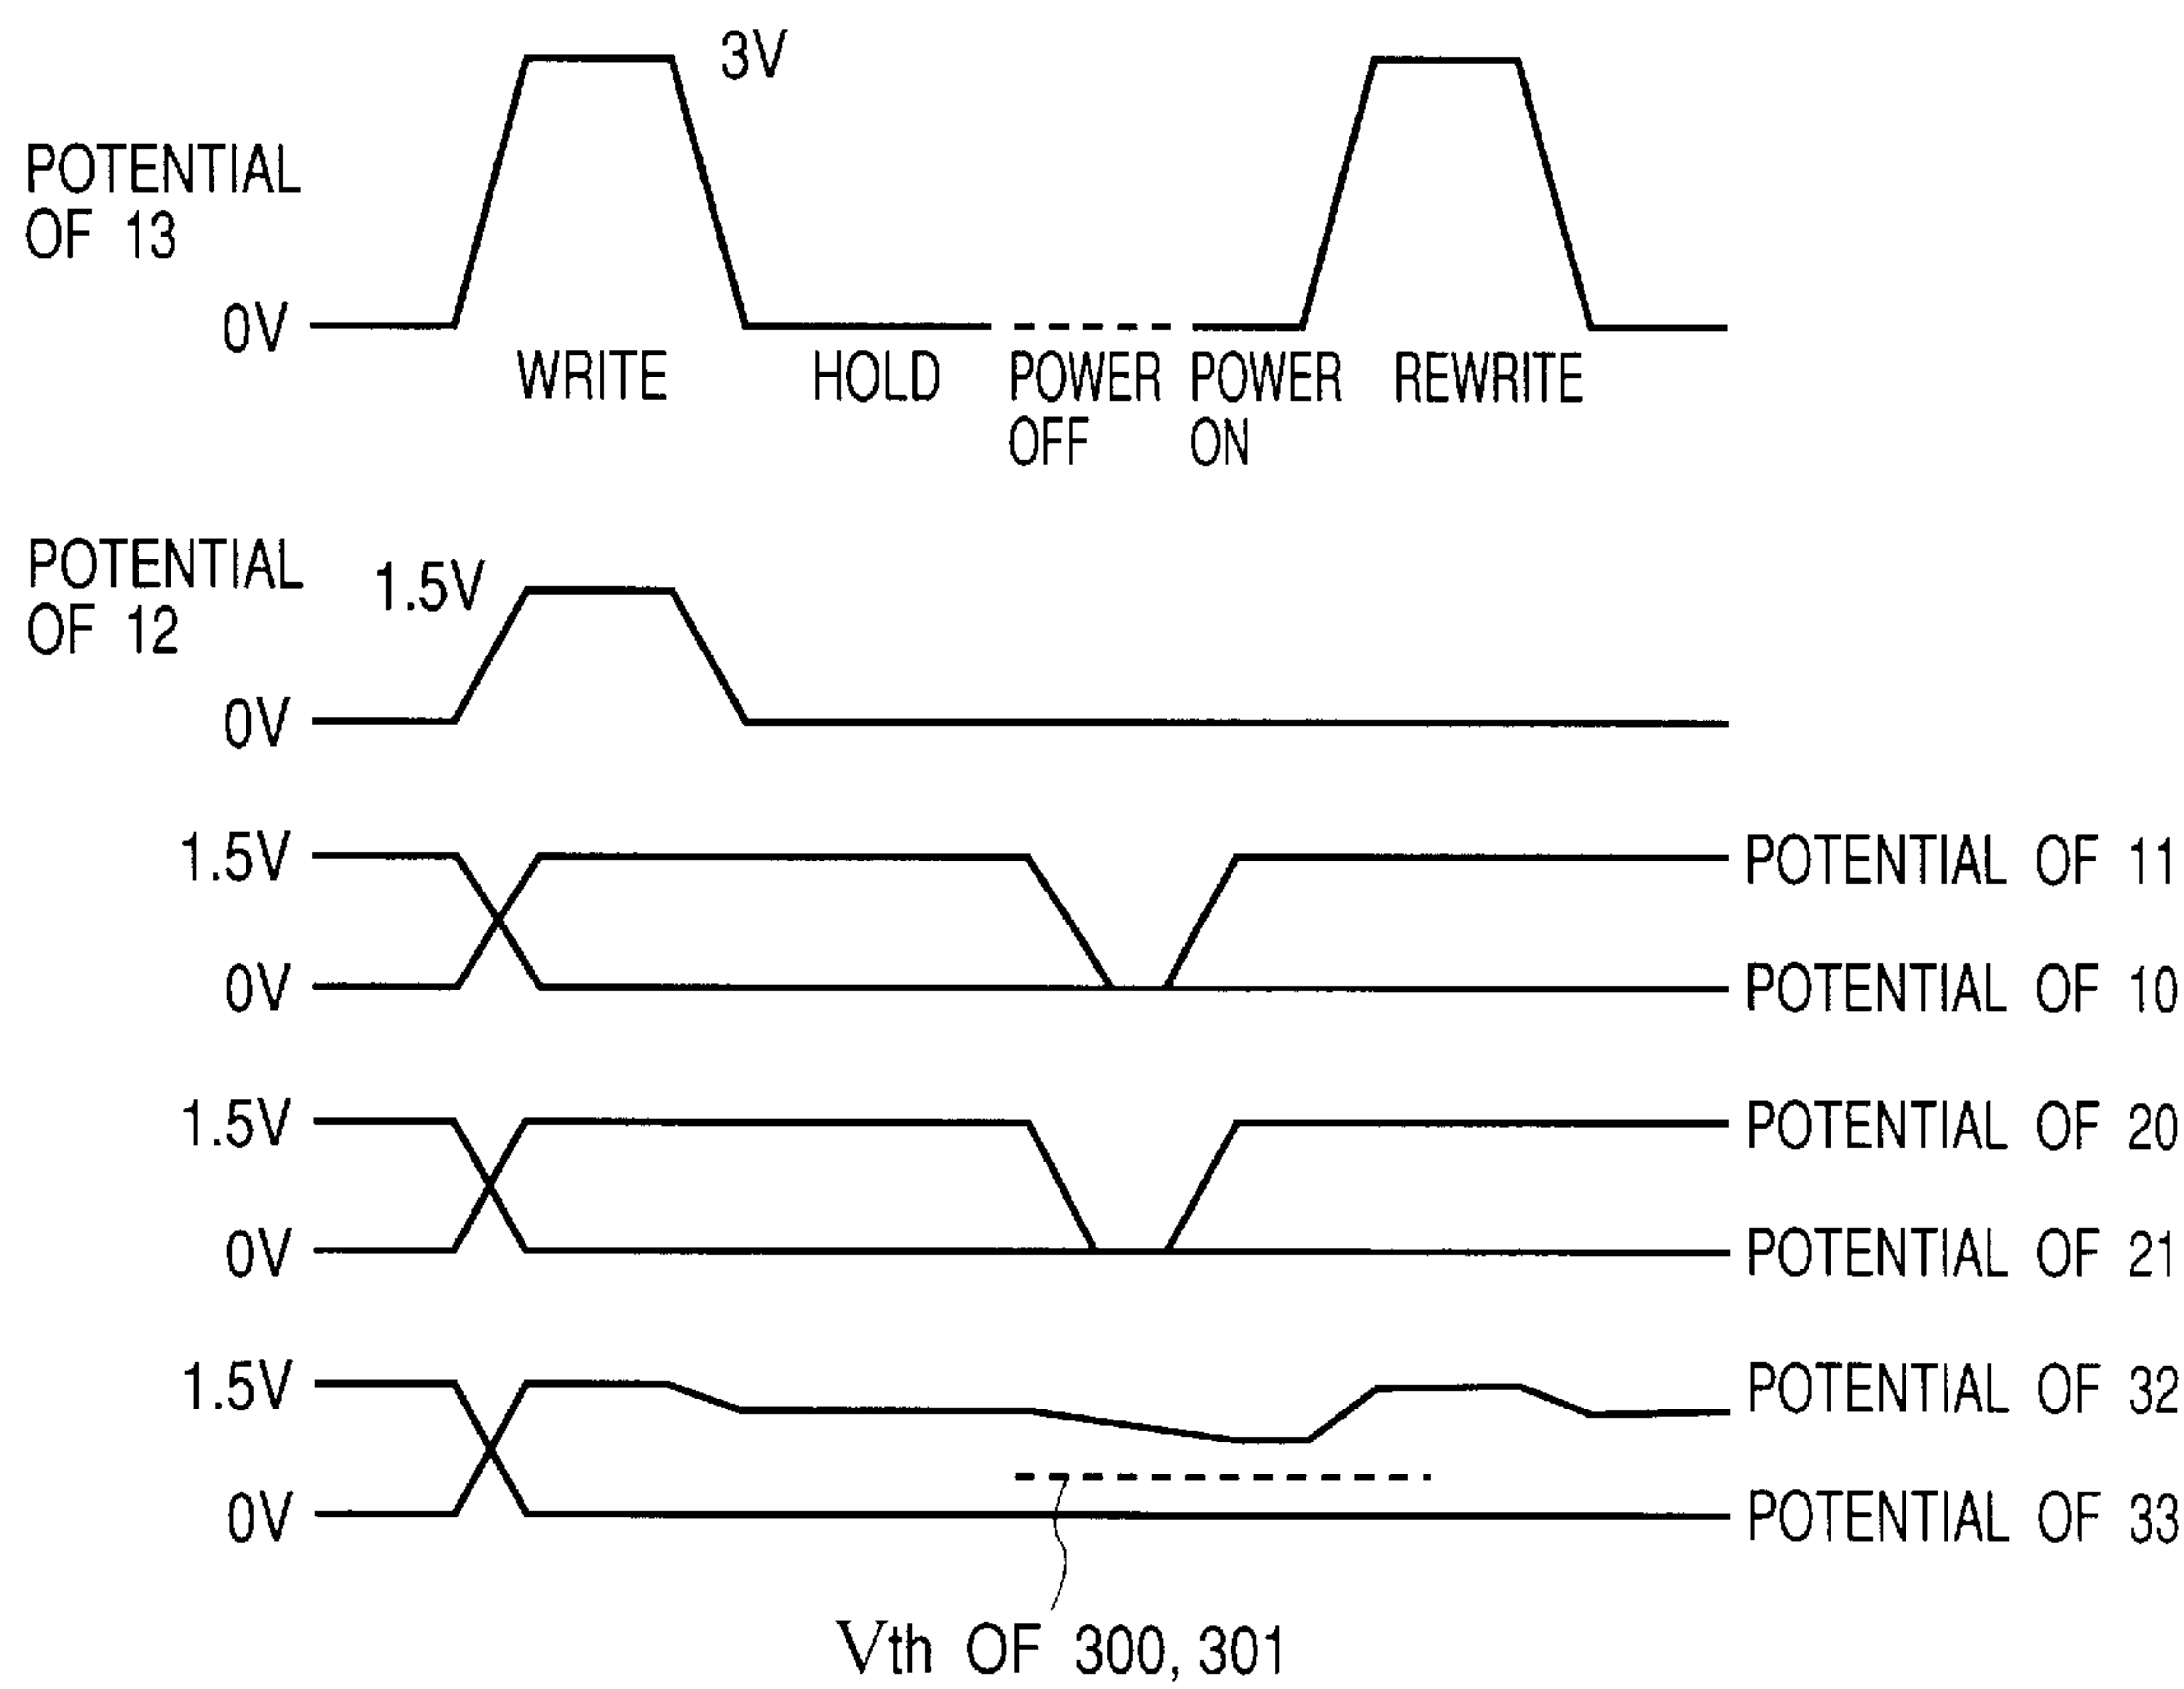 3V
POTENTIAL
OF 13
0V
WRITE HOLD POWER POWER REWRITE
OFF ON
POTENTIAL 1.5V
OF 12
0V
1.5V POTENTIAL OF 11
0V POTENTIAL OF 10
1.5V POTENTIAL OF 20
0V POTENTIAL OF 21
1.5V POTENTIAL OF 32
0V POTENTIAL OF 33
Vth OF 300, 301